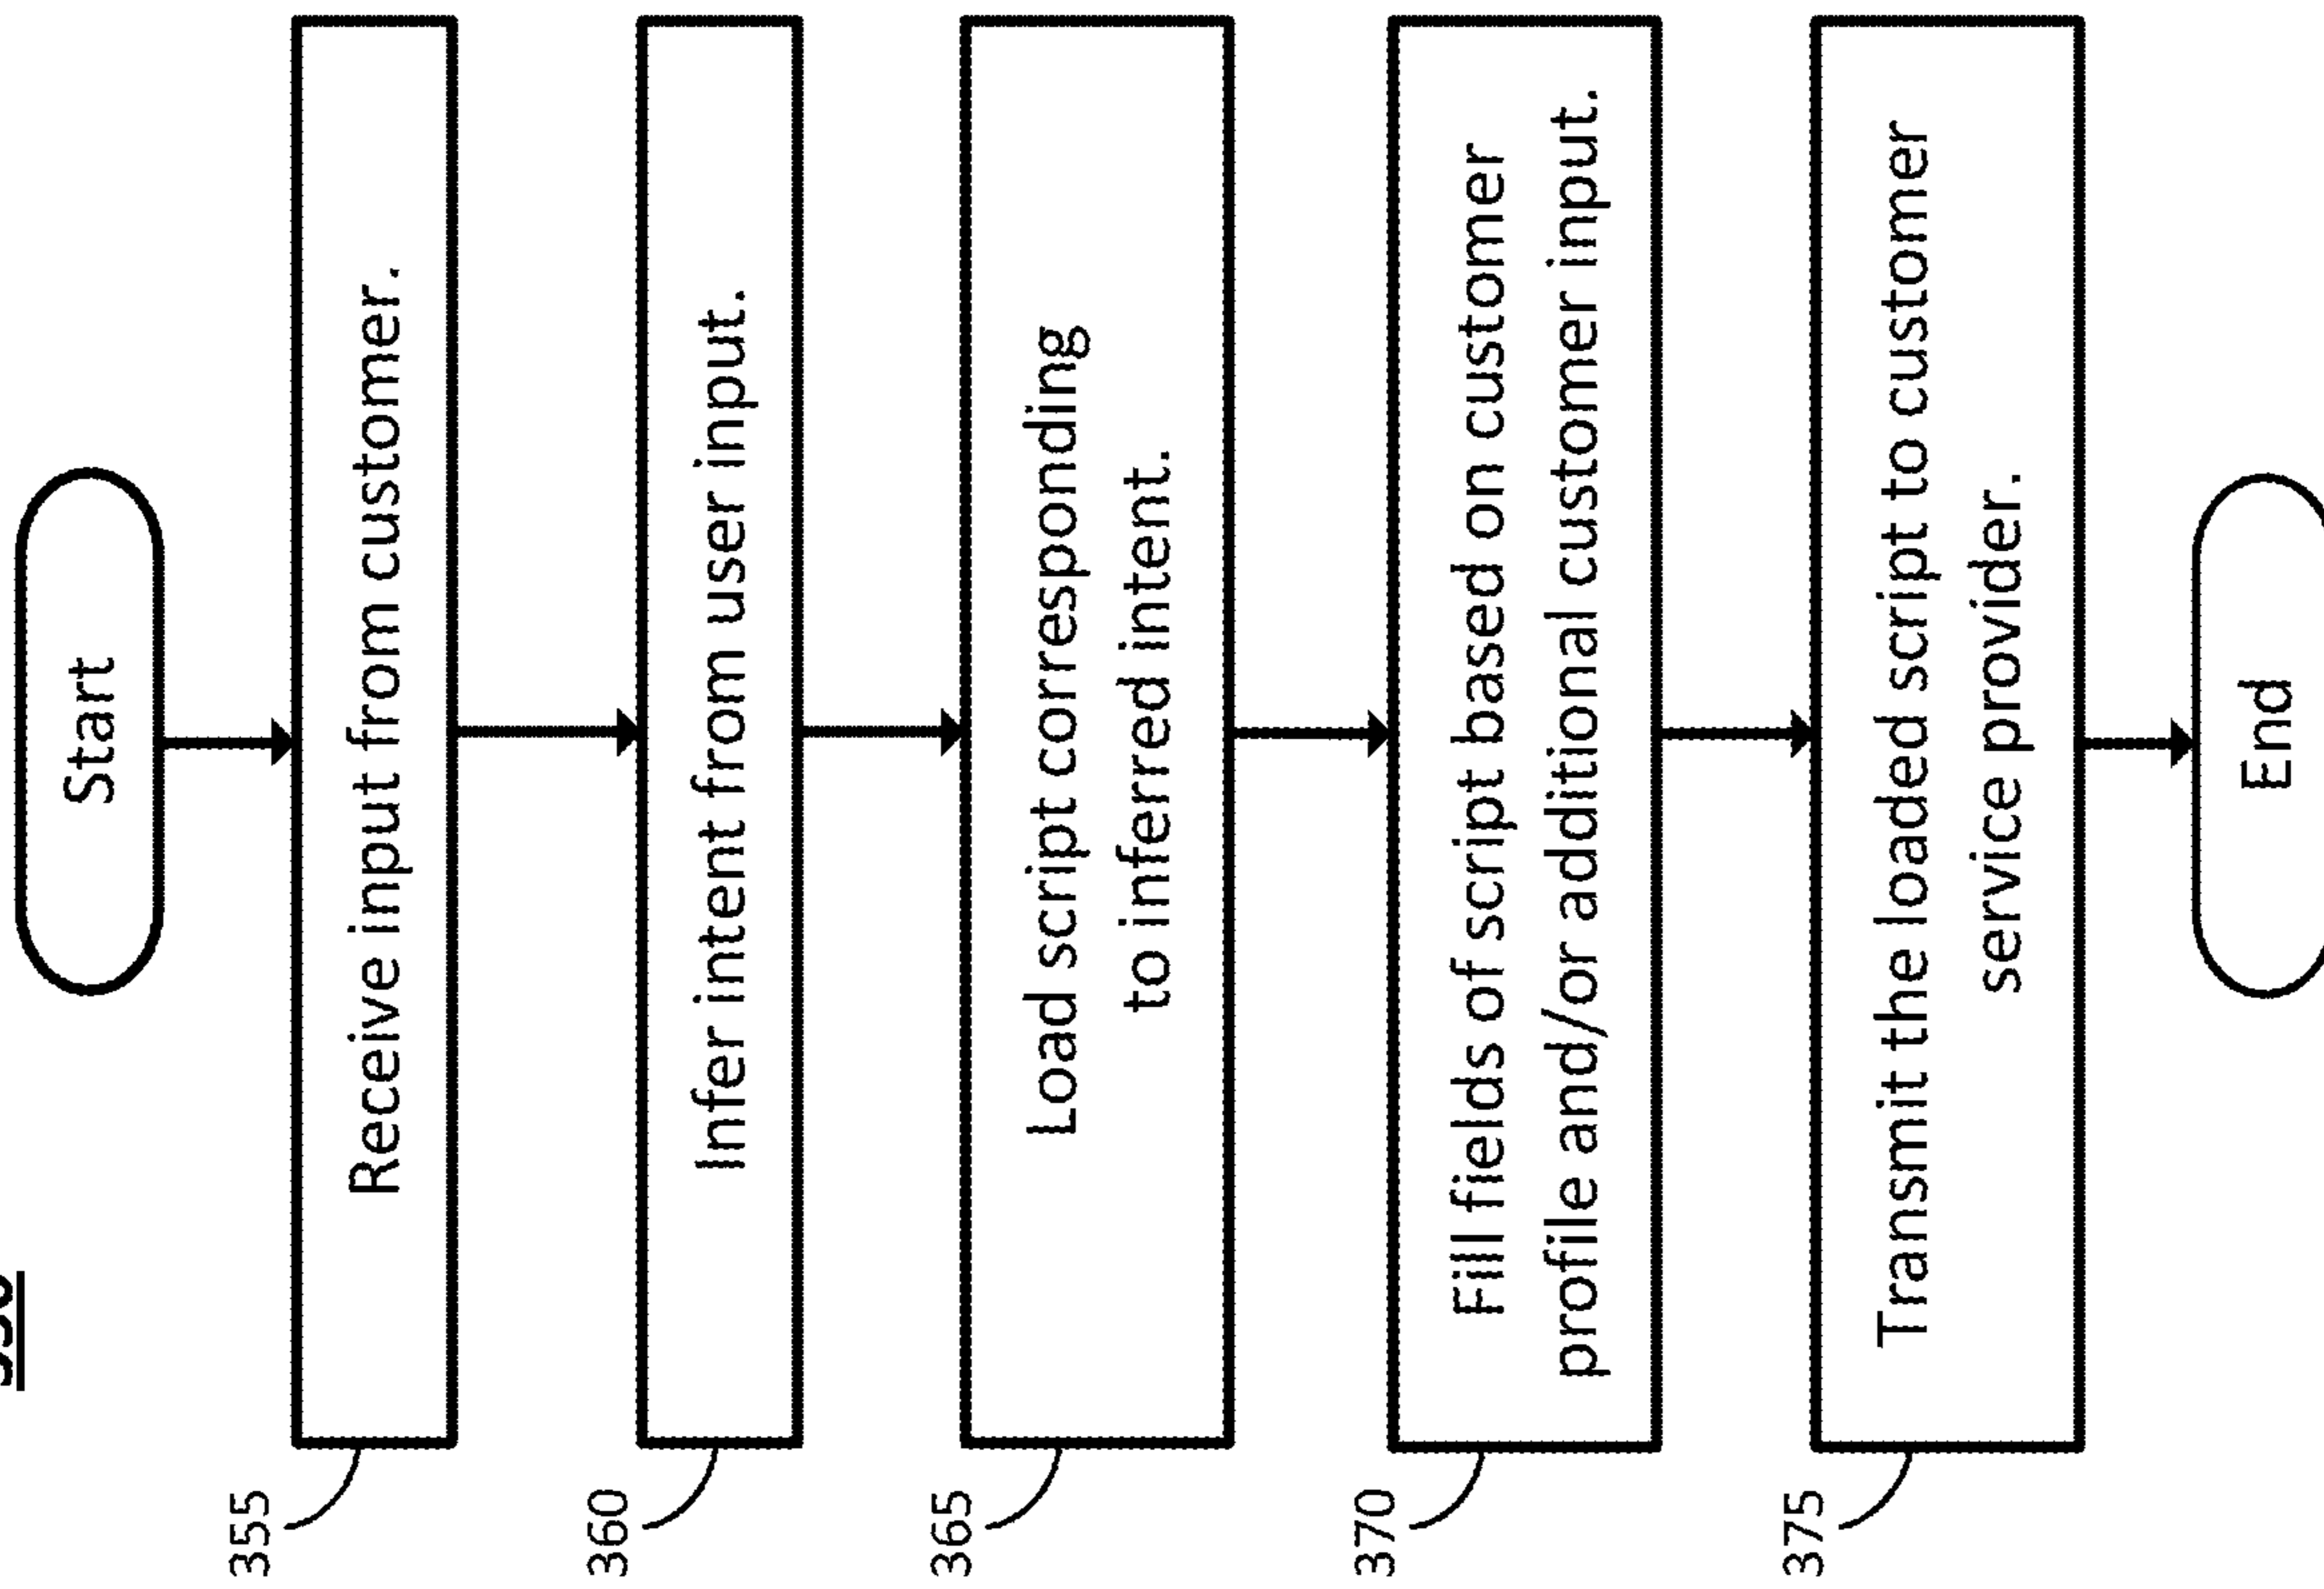 Start
355
Receive input from customer.
360
Infer intent from user input.
365
Load script corresponding
to inferred intent.
370
Fill fields of script based on customer
profile and/or additional customer input.
375
Transmit the loaded script to customer
service provider.
End